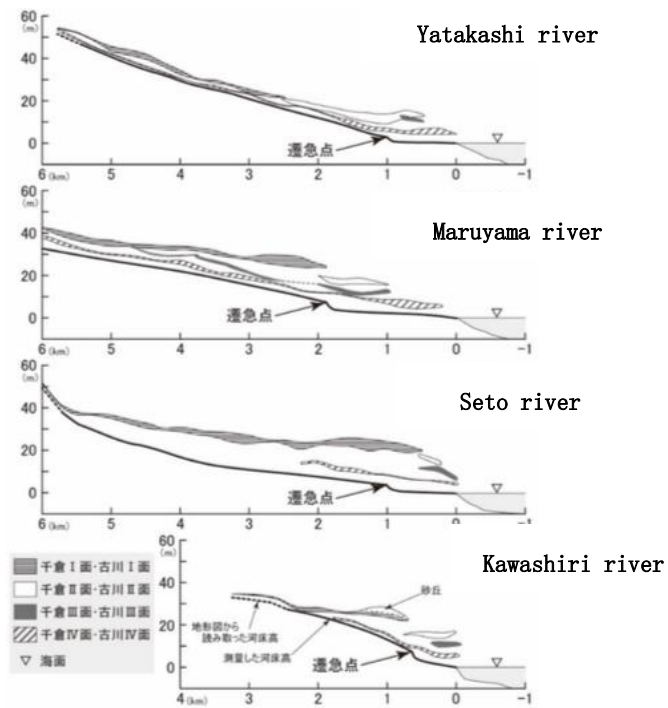 60
(m)
40
20
0
Yatakashi river
遷急点
6 (km) 5 4 3 2 1 0 -1
60
(m)
40
20
0
Maruyama river
遷急点
6 (km) 5 4 3 2 1 0 -1
60
(m)
40
20
0
Seto river
遷急点
6 (km) 5 4 3 2 1 0 -1
60
(m)
40
20
0
Kawashiri river
砂丘
地形図から
読み取った河床高
測量した河床高
遷急点
4 (km) 3 2 1 0 -1
千倉Ⅰ面・古川Ⅰ面
千倉Ⅱ面・古川Ⅱ面
千倉Ⅲ面・古川Ⅲ面
千倉Ⅳ面・古川Ⅳ面
海面